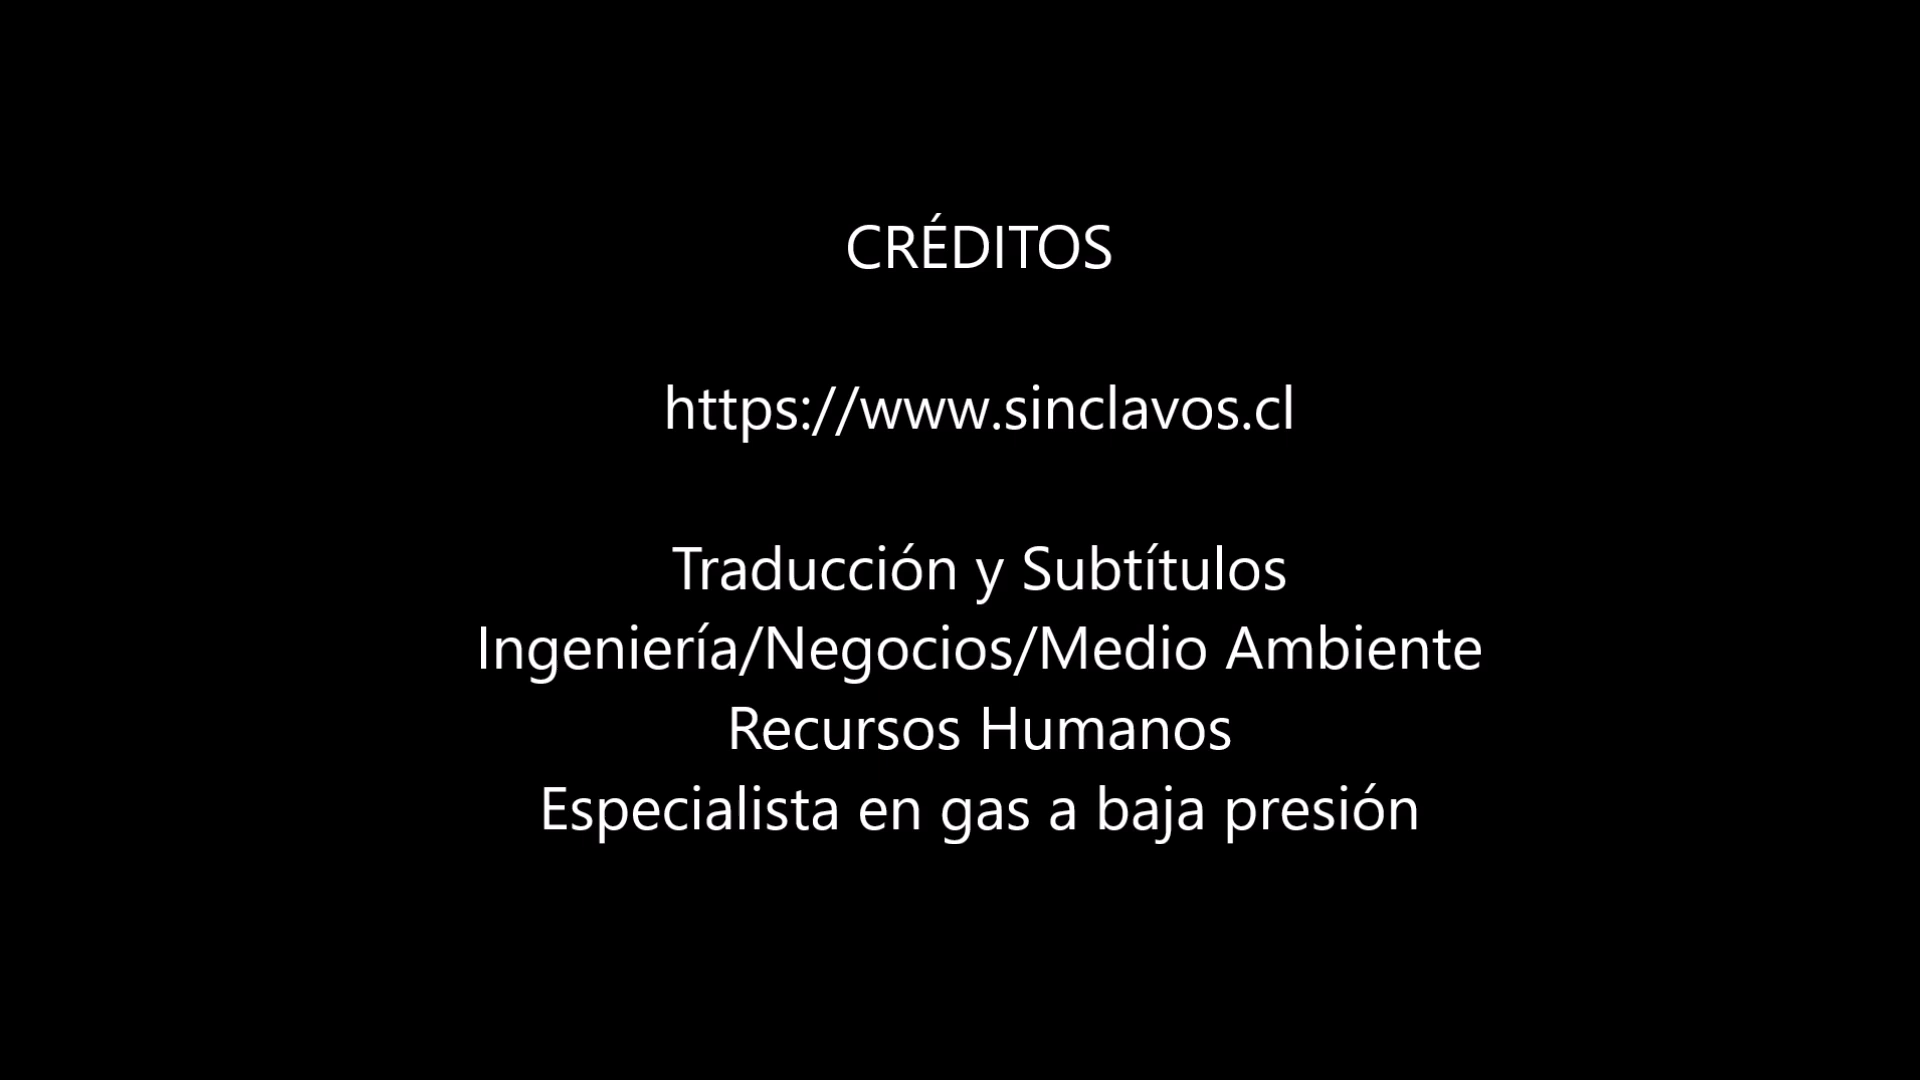 CRÉDITOS
https://www.sinclavos.cl
Traducción y Subtítulos
Ingeniería/Negocios/Medio Ambiente
Recursos Humanos
Especialista en gas a baja presión